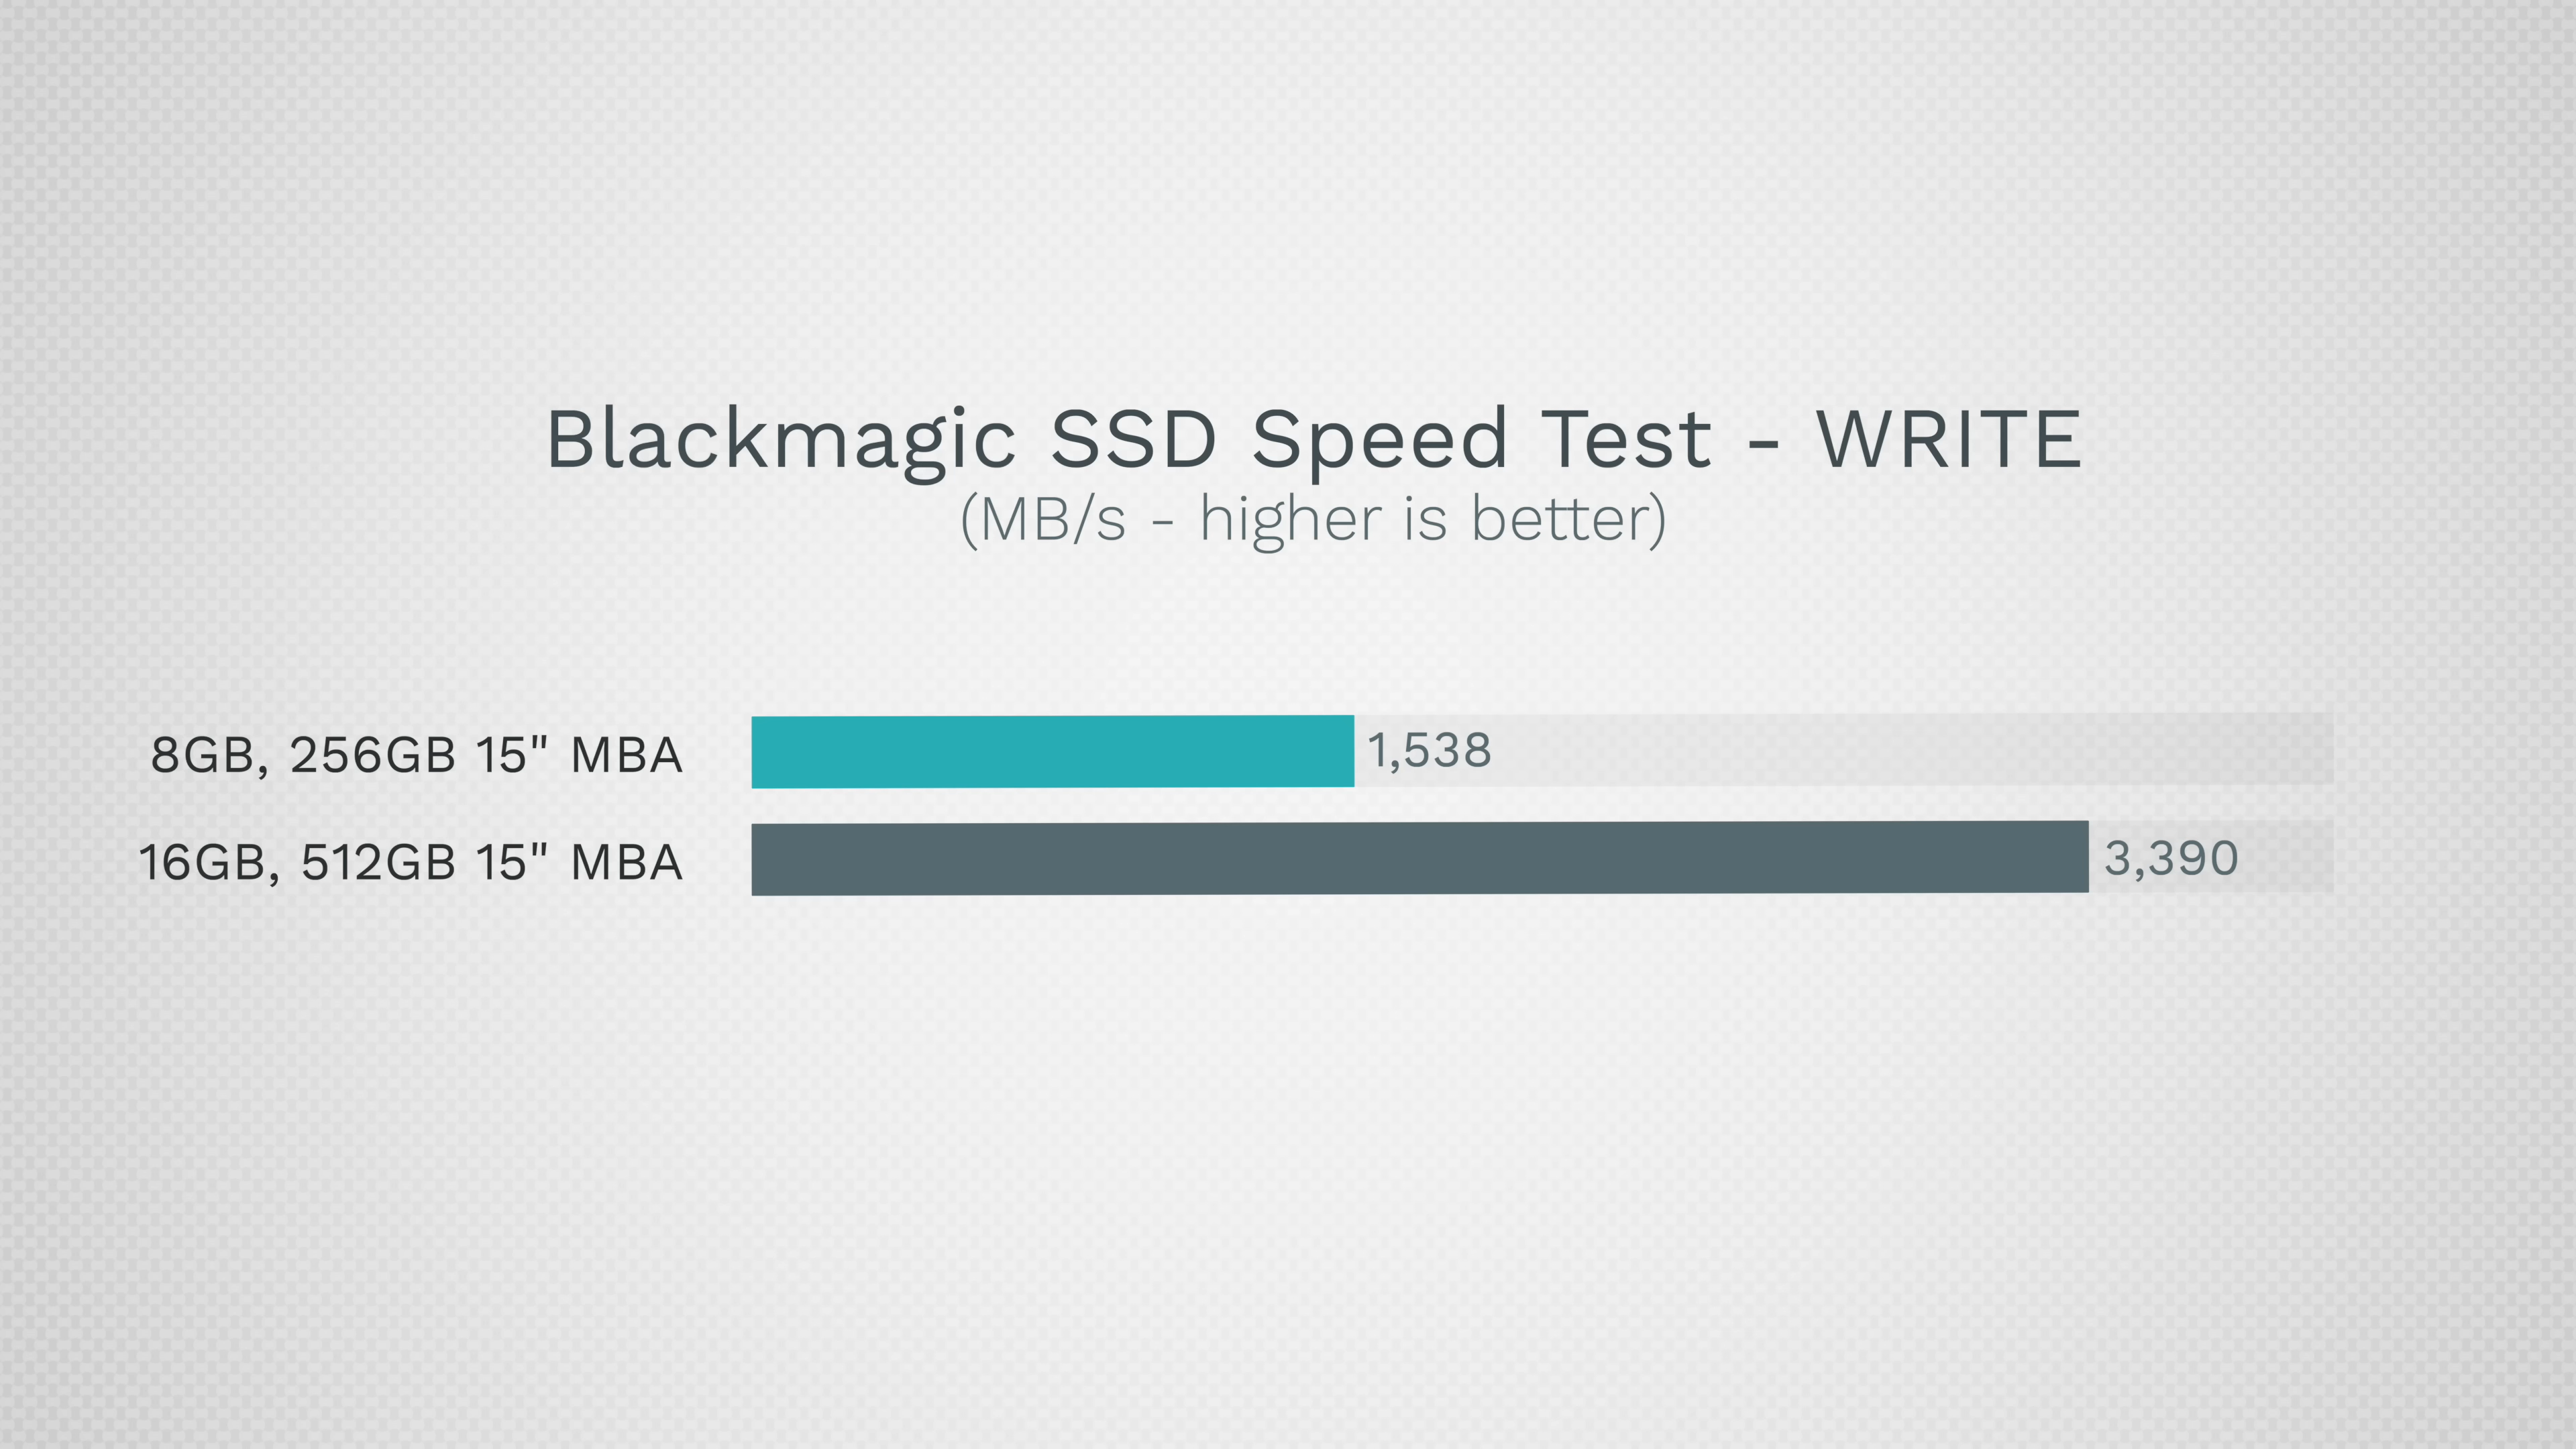 Blackmagic SSD Speed Test - WRITE
(MB/s - higher is better)
8GB, 256GB 15" MBA 1,538
16GB, 512GB 15" MBA 3,390